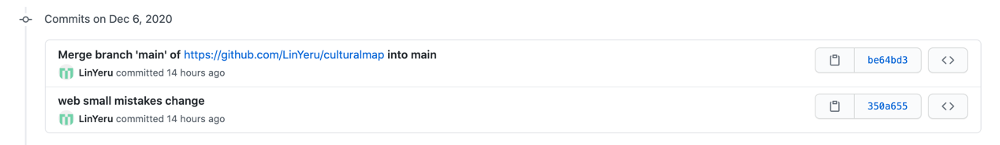 Commits on Dec 6, 2020
Merge branch 'main' of https://github.com/LinYeru/culturalmap into main
be64bd3
LinYeru committed 14 hours ago
web small mistakes change
350a655
LinYeru committed 14 hours ago